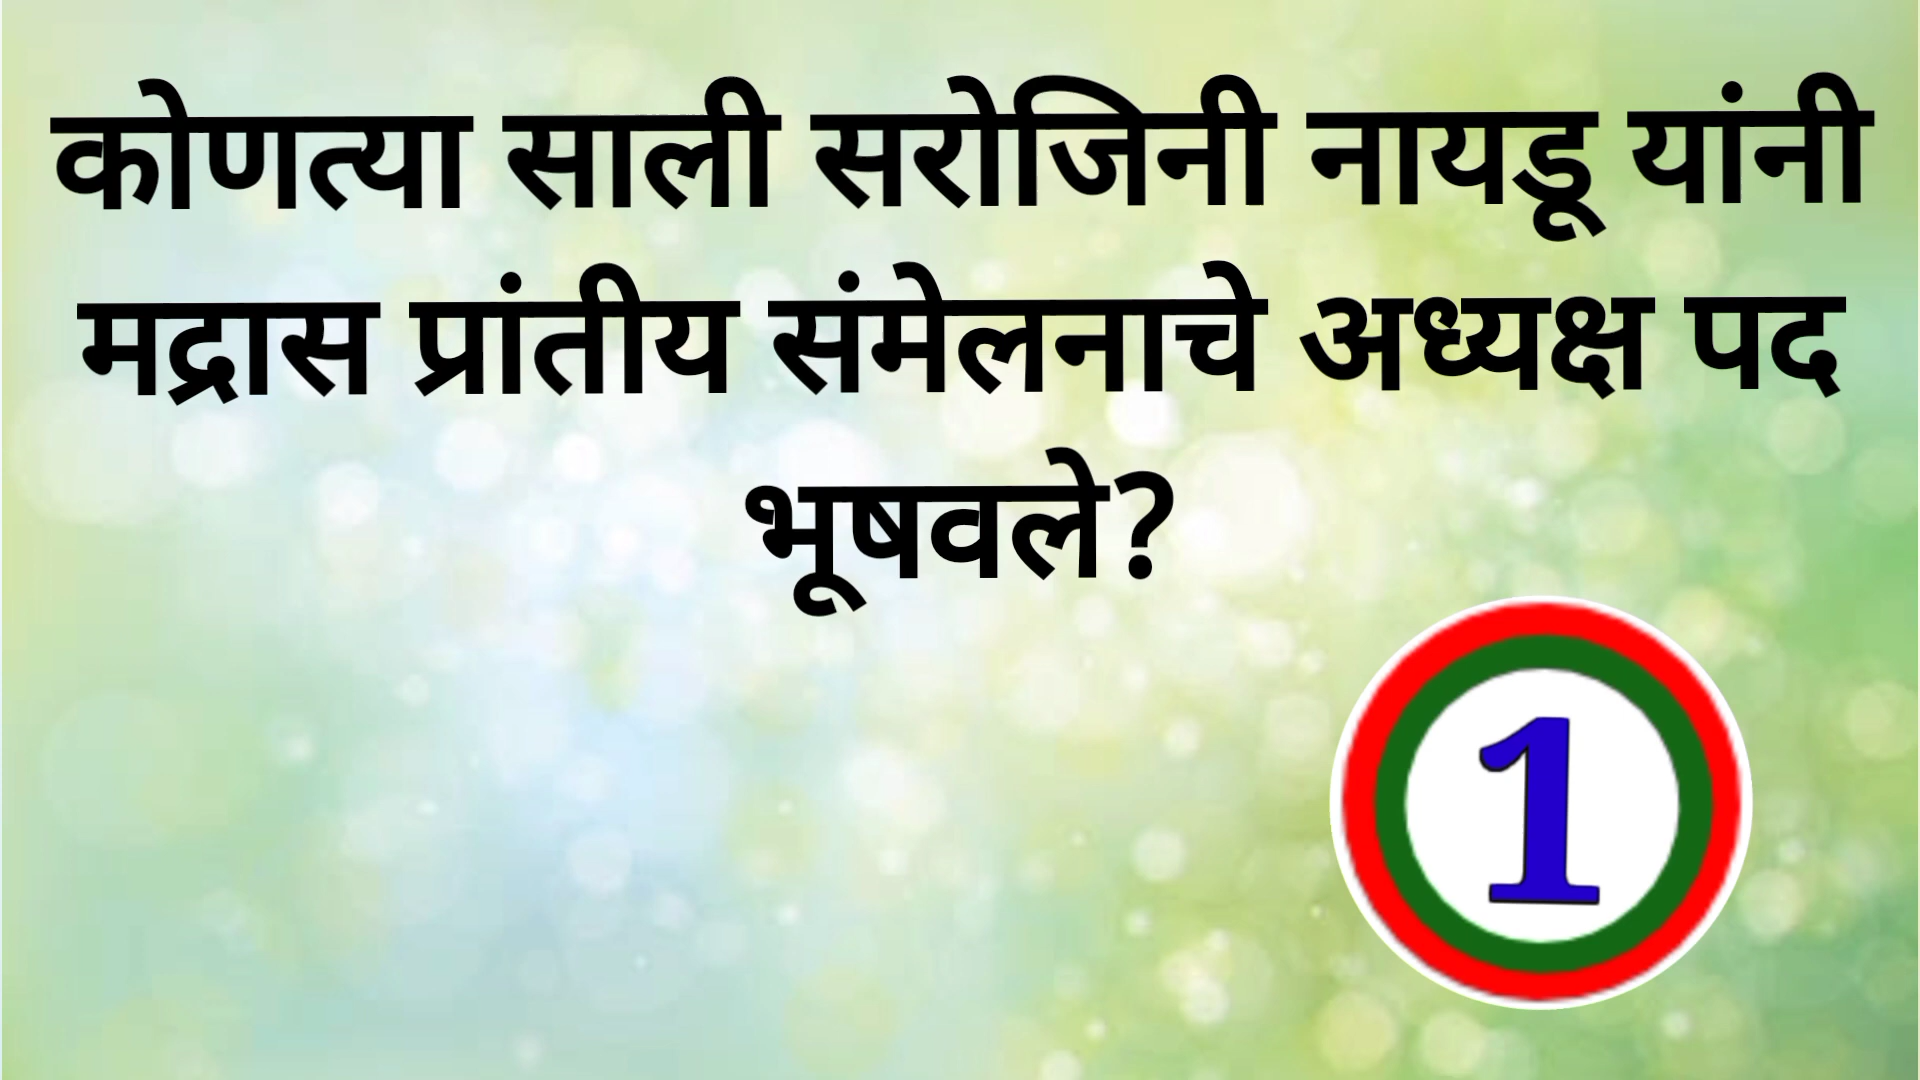 कोणत्या साली सरोजिनी नायडू यांनी
मद्रास प्रांतीय संमेलनाचे अध्यक्ष पद
भूषवले?
1